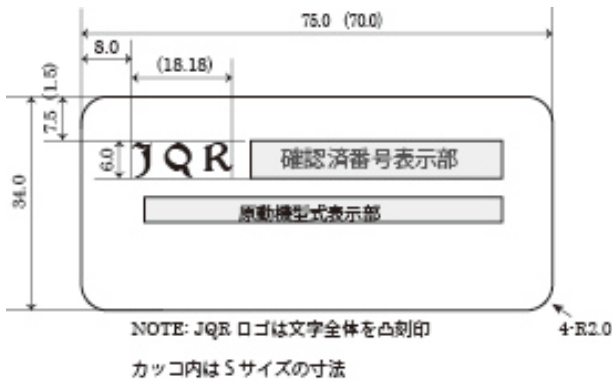 75.0 (70.0)
8.0
(18.18)
7.5 (1.5)
34.0
6.0
JQR
確認済番号表示部
原動機型式表示部
4-R2.0
NOTE: JQR ロゴは文字全体を凸刻印
カッコ内は S サイズの寸法